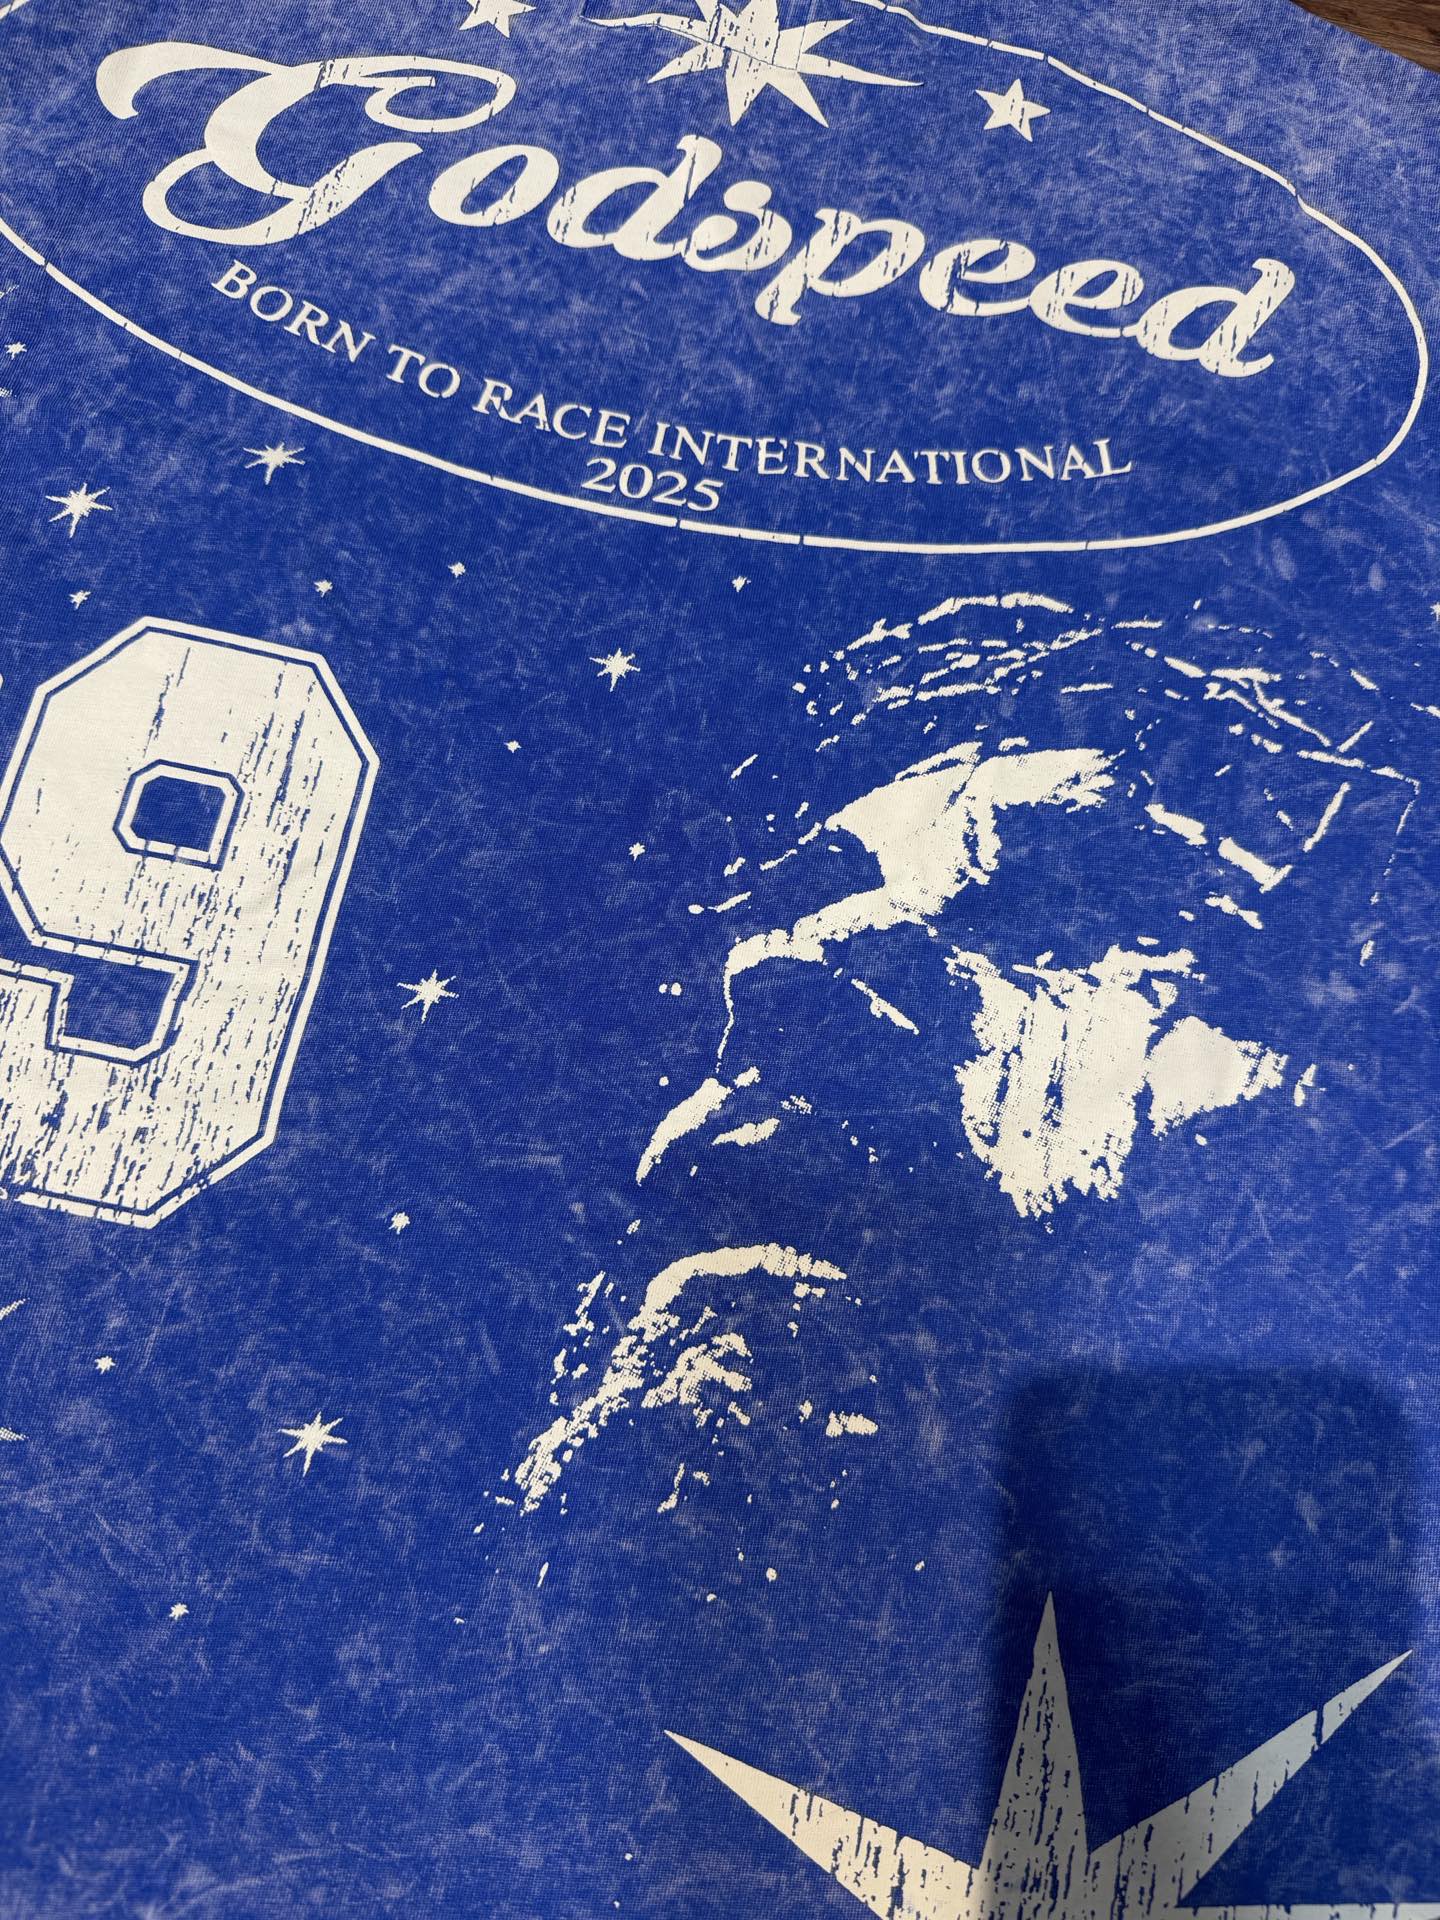 Godspeed
BORN TO RACE INTERNATIONAL
2025
9